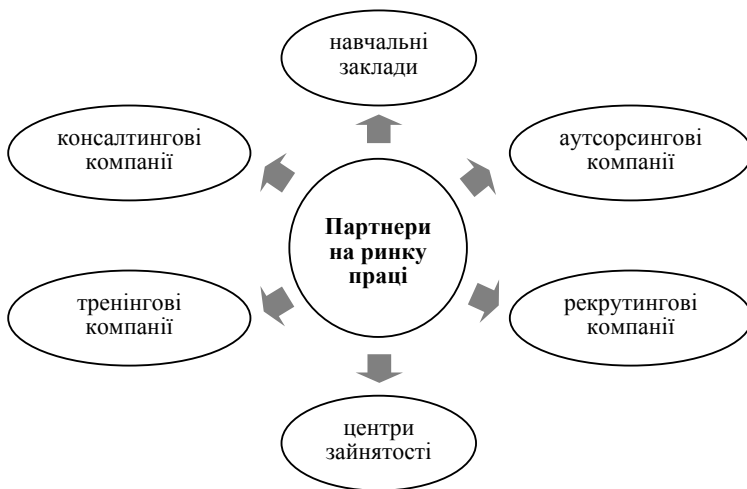 навчальні
заклади
консалтингові
компанії
аутсорсингові
компанії
Партнери
на ринку
праці
тренінгові
компанії
рекрутингові
компанії
центри
зайнятості